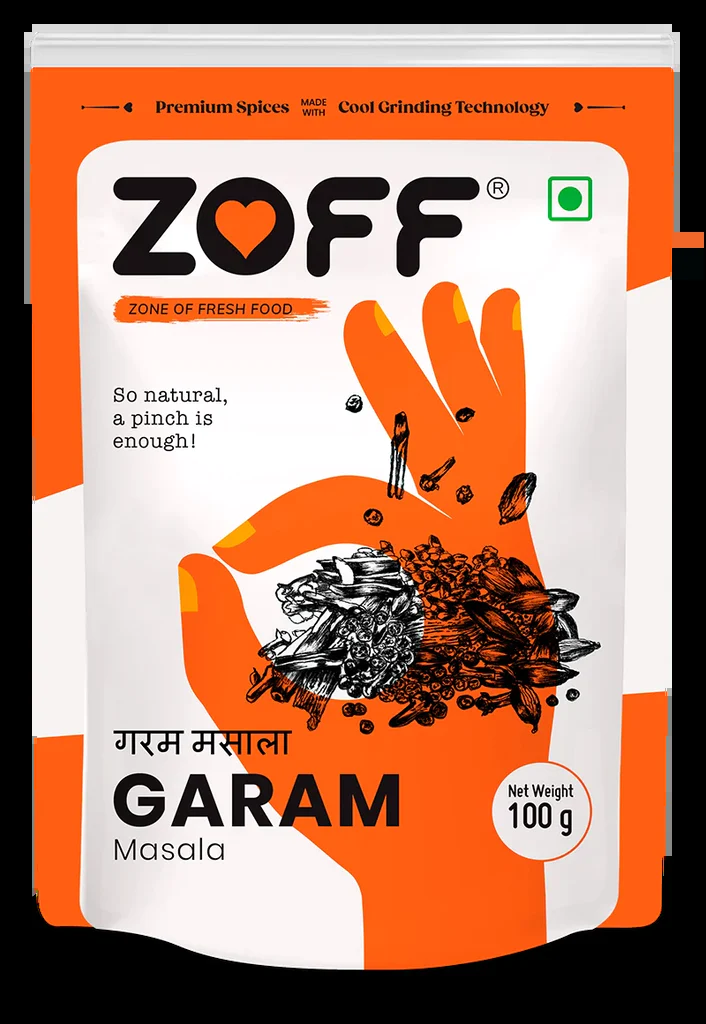 Premium Spices MADE WITH Cool Grinding Technology
ZOFF®
ZONE OF FRESH FOOD
So natural,
a pinch is
enough!
गरम मसाला
GARAM
Masala
Net Weight
100 g